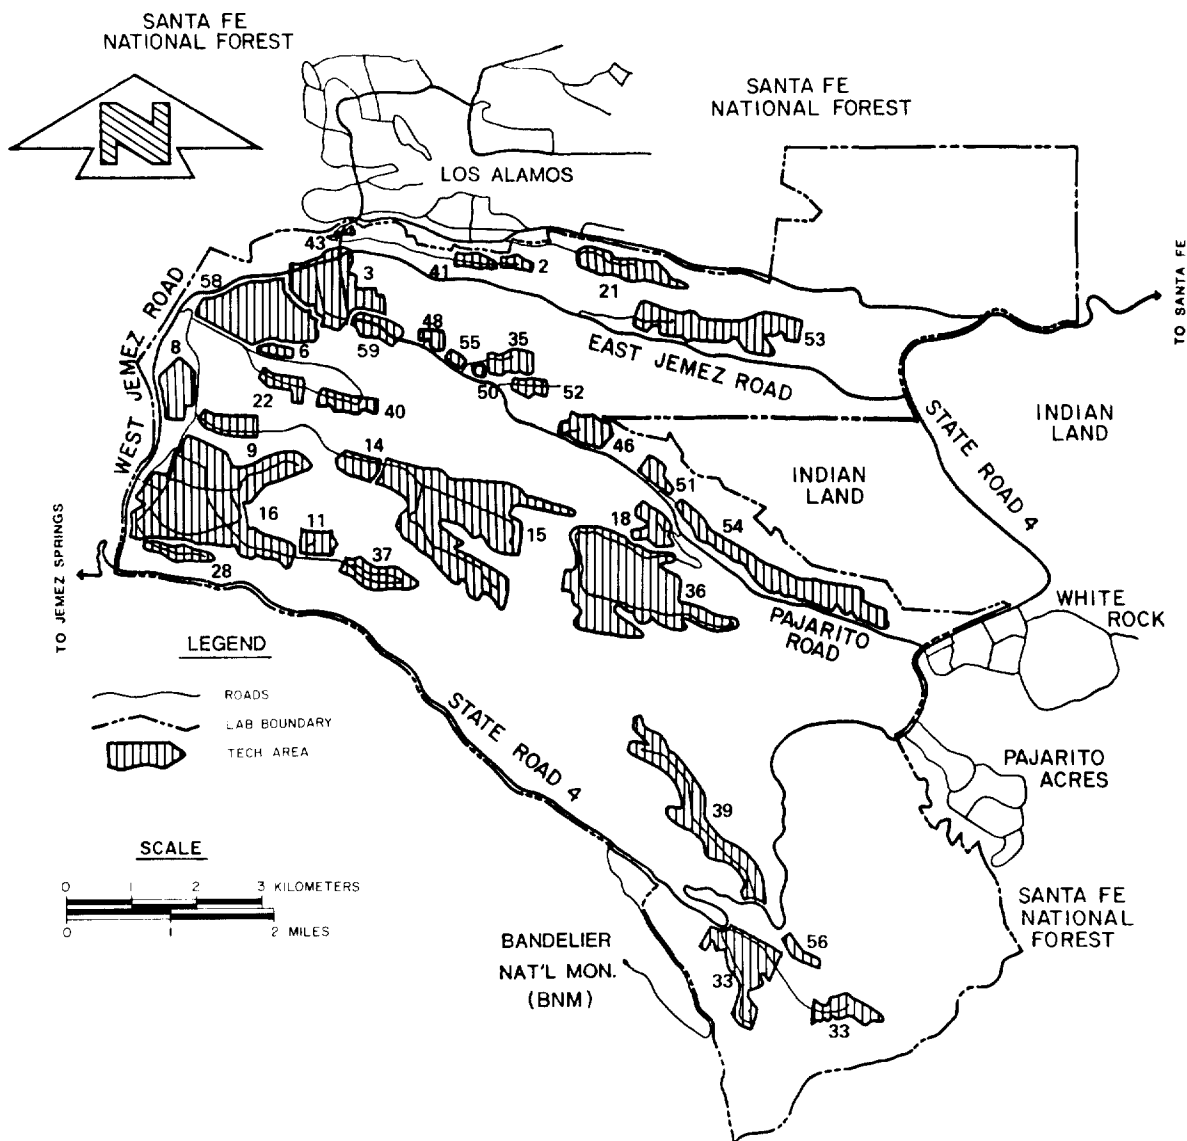 SANTA FE
NATIONAL FOREST
N
SANTA FE
NATIONAL FOREST
LOS ALAMOS
43
41
2
3
21
58
WEST JEMEZ ROAD
8
6
59
48
55
35
50
52
53
EAST JEMEZ ROAD
TO SANTA FE
22
40
STATE ROAD 4
INDIAN
LAND
46
9
14
51
INDIAN
LAND
16
11
15
18
54
TO JEMEZ SPRINGS
28
37
36
PAJARITO
ROAD
WHITE
ROCK
LEGEND
ROADS
LAB BOUNDARY
TECH AREA
STATE ROAD 4
PAJARITO
ACRES
39
SCALE
0 1 2 3 KILOMETERS
0 1 2 MILES
SANTA FE
NATIONAL
FOREST
BANDELIER
NAT'L MON.
(BNM)
56
33
33